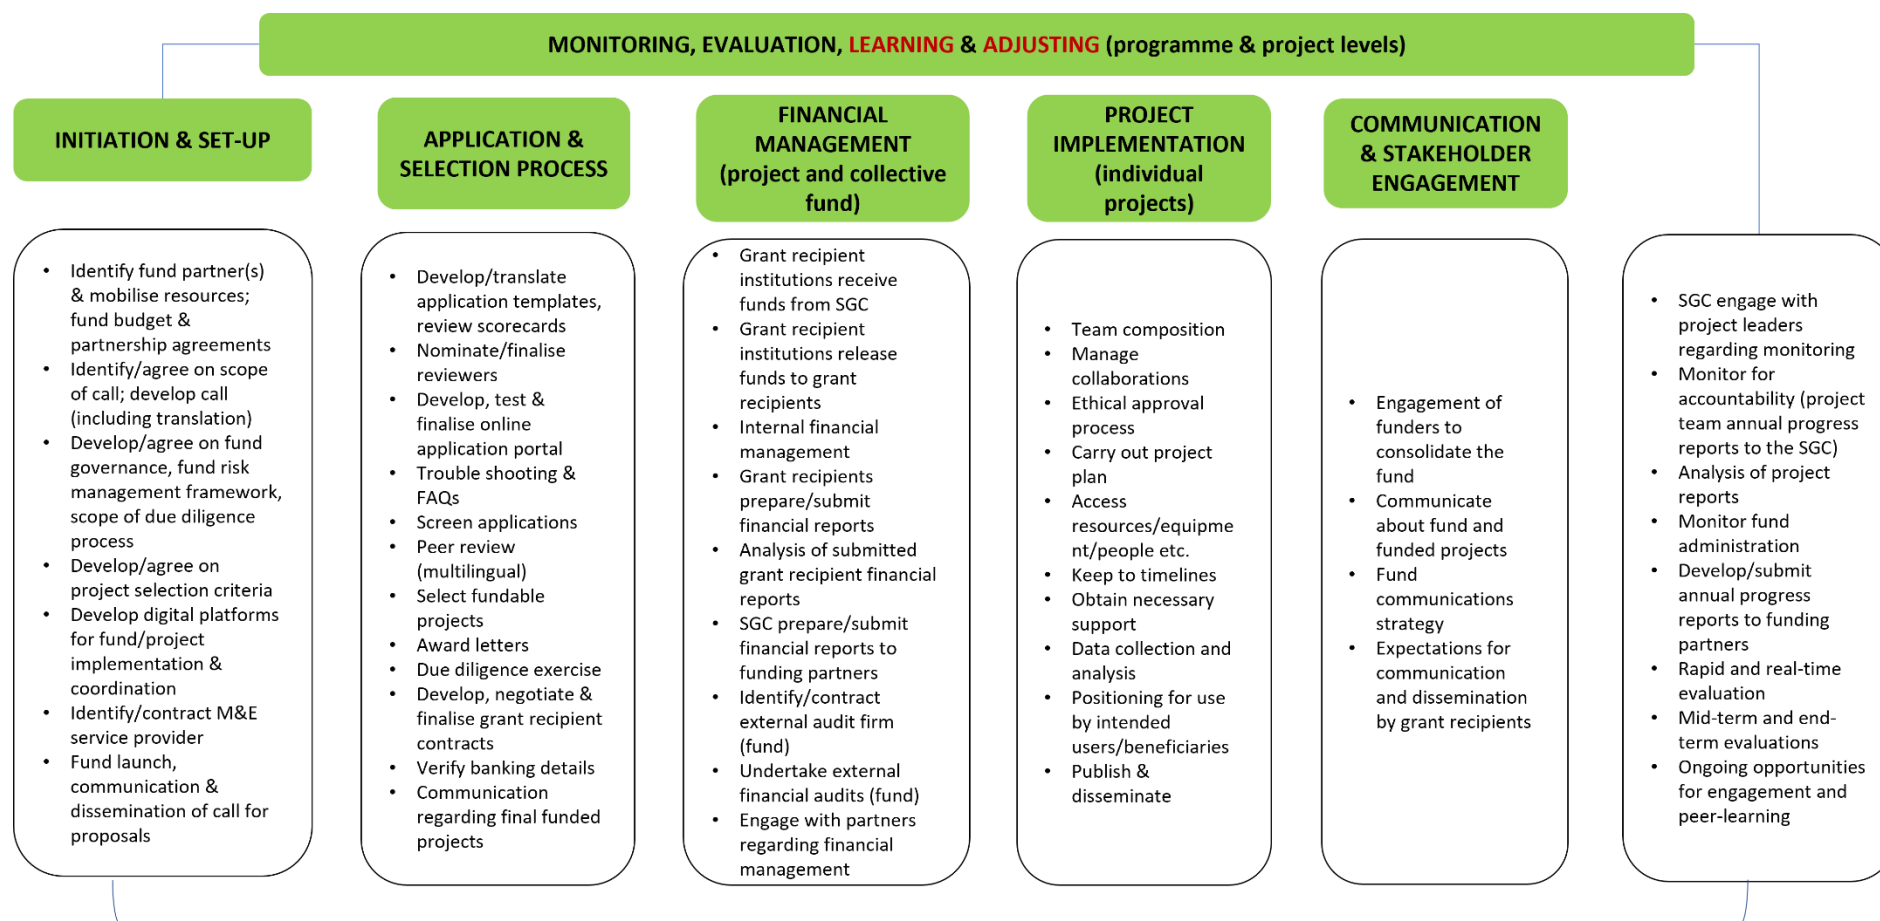 MONITORING, EVALUATION, LEARNING & ADJUSTING (programme & project levels)
INITIATION & SET-UP
• Identify fund partner(s)
& mobilise resources;
fund budget &
partnership agreements
• Identify/agree on scope
of call; develop call
(including translation)
• Develop/agree on fund
governance, fund risk
management framework,
scope of due diligence
process
• Develop/agree on
project selection criteria
• Develop digital platforms
for fund/project
implementation &
coordination
• Identify/contract M&E
service provider
• Fund launch,
communication &
dissemination of call for
proposals
APPLICATION &
SELECTION PROCESS
• Develop/translate
application templates,
review scorecards
• Nominate/finalise
reviewers
• Develop, test &
finalise online
application portal
• Trouble shooting &
FAQs
• Screen applications
• Peer review
(multilingual)
• Select fundable
projects
• Award letters
• Due diligence exercise
• Develop, negotiate &
finalise grant recipient
contracts
• Verify banking details
• Communication
regarding final funded
projects
FINANCIAL
MANAGEMENT
(project and collective
fund)
• Grant recipient
institutions receive
funds from SGC
• Grant recipient
institutions release
funds to grant
recipients
• Internal financial
management
• Grant recipients
prepare/submit
financial reports
• Analysis of submitted
grant recipient financial
reports
• SGC prepare/submit
financial reports to
funding partners
• Identify/contract
external audit firm
(fund)
• Undertake external
financial audits (fund)
• Engage with partners
regarding financial
management
PROJECT
IMPLEMENTATION
(individual
projects)
• Team composition
• Manage
collaborations
• Ethical approval
process
• Carry out project
plan
• Access
resources/equipme
nt/people etc.
• Keep to timelines
• Obtain necessary
support
• Data collection and
analysis
• Positioning for use
by intended
users/beneficiaries
• Publish &
disseminate
COMMUNICATION
& STAKEHOLDER
ENGAGEMENT
• Engagement of
funders to
consolidate the
fund
• Communicate
about fund and
funded projects
• Fund
communications
strategy
• Expectations for
communication
and dissemination
by grant recipients
• SGC engage with
project leaders
regarding monitoring
• Monitor for
accountability (project
team annual progress
reports to the SGC)
• Analysis of project
reports
• Monitor fund
administration
• Develop/submit
annual progress
reports to funding
partners
• Rapid and real-time
evaluation
• Mid-term and end-
term evaluations
• Ongoing opportunities
for engagement and
peer-learning